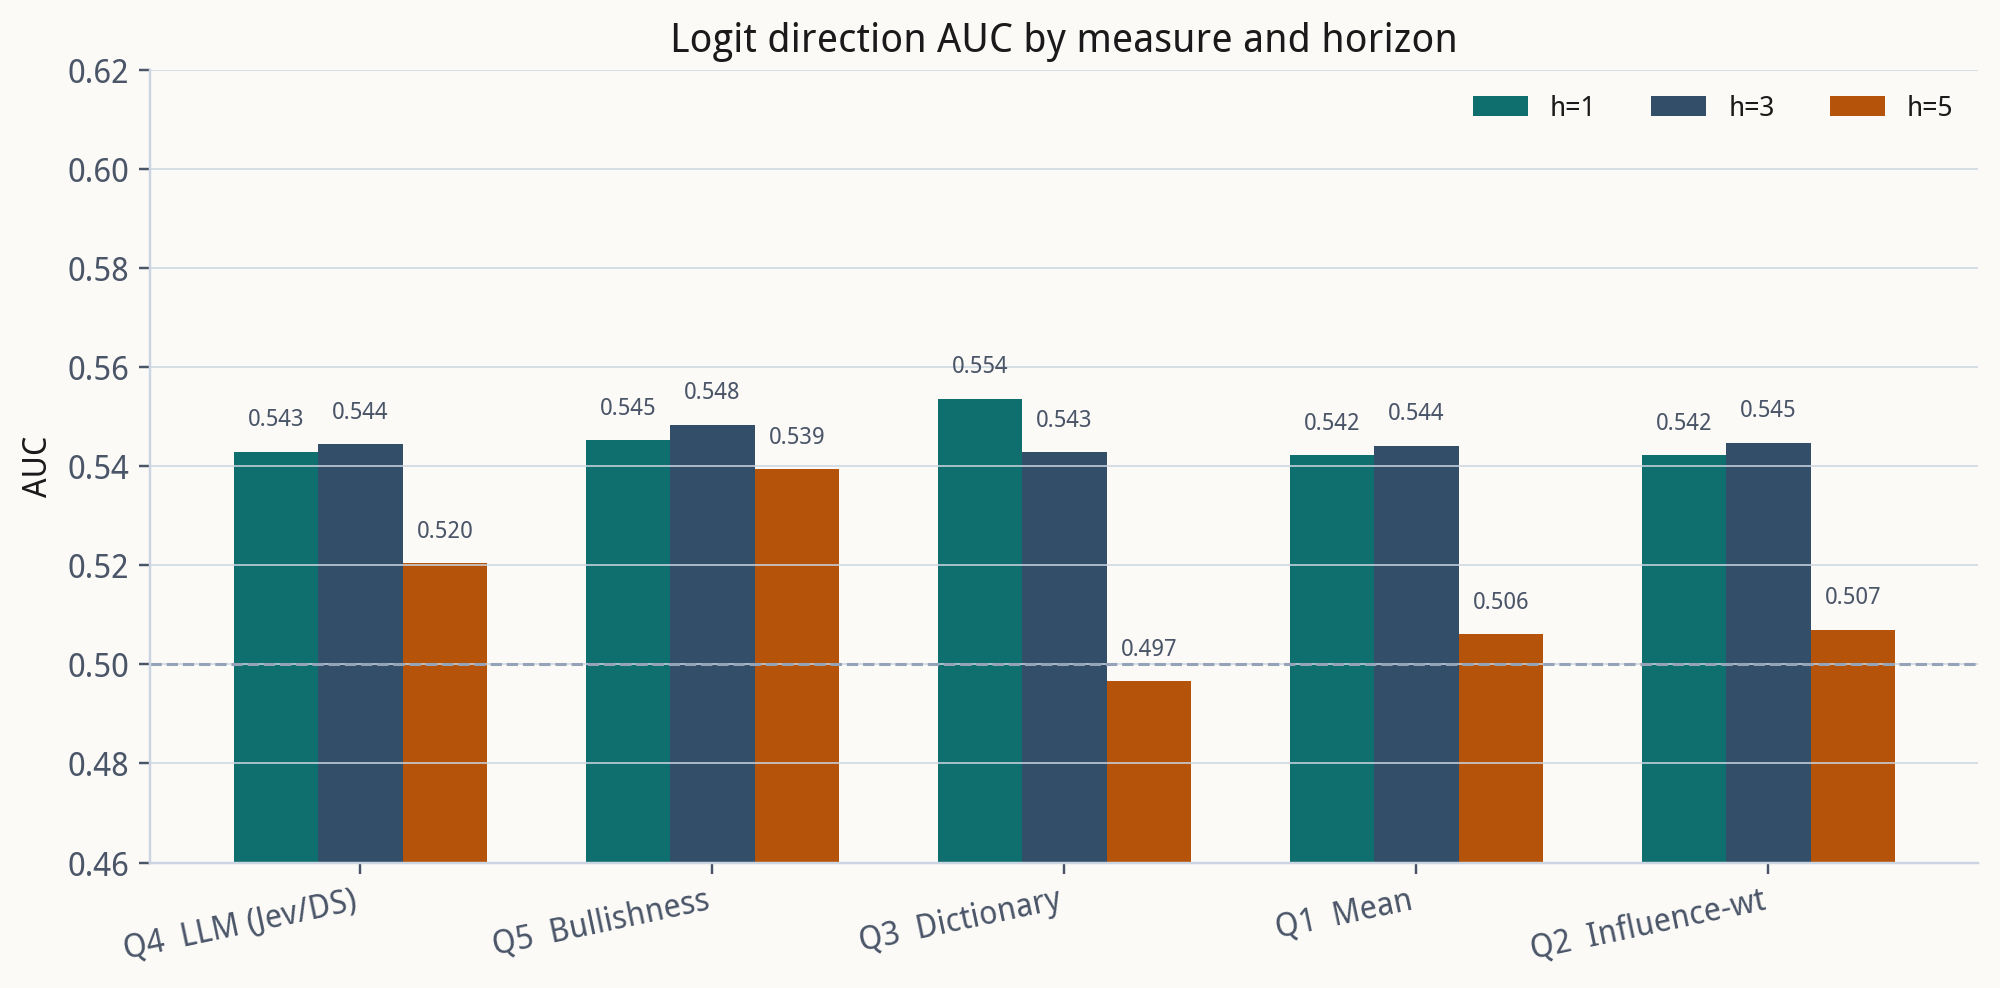 Logit direction AUC by measure and horizon
h=1 h=3 h=5
AUC
0.62
0.60
0.58
0.56
0.54
0.52
0.50
0.48
0.46
0.543 0.544 0.520
0.545 0.548 0.539
0.554 0.543 0.497
0.542 0.544 0.506
0.542 0.545 0.507
Q4 LLM (Jev/DS)
Q5 Bullishness
Q3 Dictionary
Q1 Mean
Q2 Influence-wt